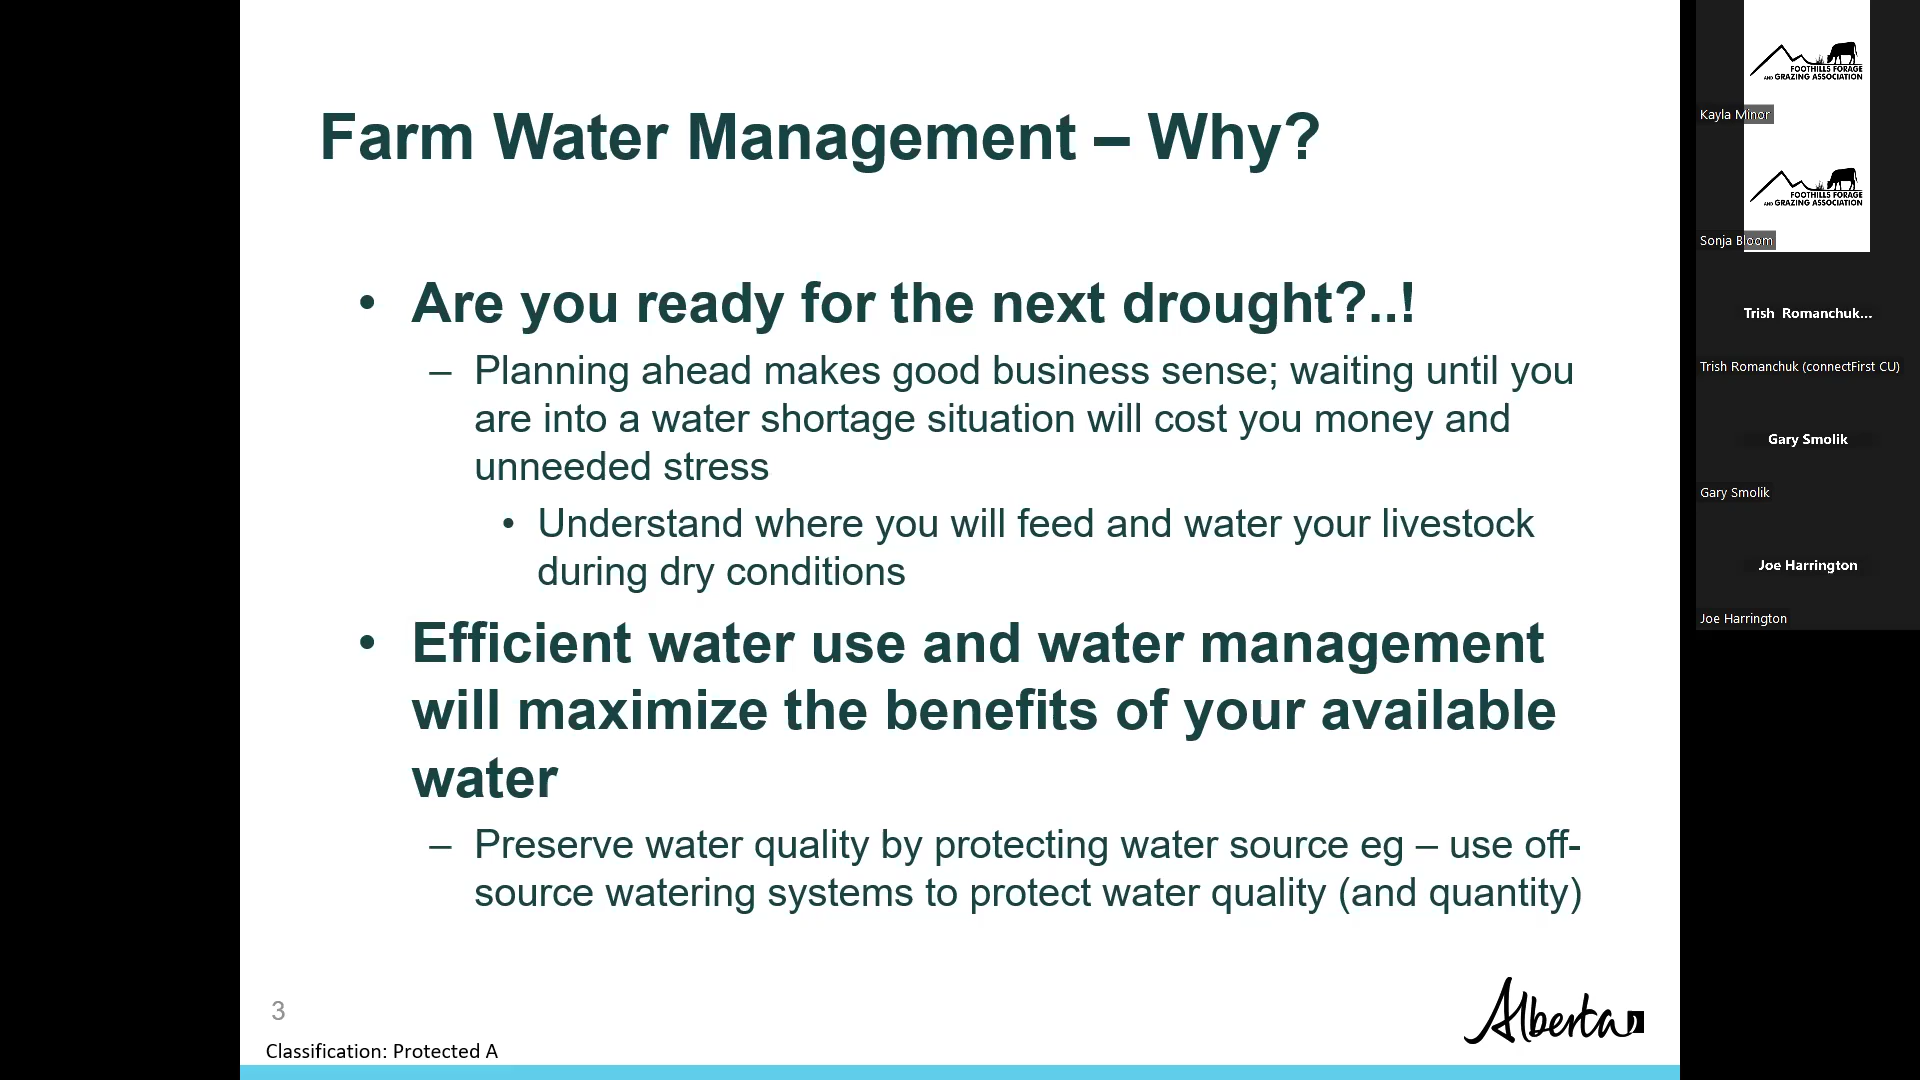 Farm Water Management – Why?
• Are you ready for the next drought?..!
– Planning ahead makes good business sense; waiting until you
are into a water shortage situation will cost you money and
unneeded stress
• Understand where you will feed and water your livestock
during dry conditions
• Efficient water use and water management
will maximize the benefits of your available
water
– Preserve water quality by protecting water source eg – use off-
source watering systems to protect water quality (and quantity)
3
Classification: Protected A
Alberta
FOOTHILLS FORAGE
AND GRAZING ASSOCIATION
Kayla Minor
FOOTHILLS FORAGE
AND GRAZING ASSOCIATION
Sonja Bloom
Trish Romanchuk...
Trish Romanchuk (connectFirst CU)
Gary Smolik
Gary Smolik
Joe Harrington
Joe Harrington